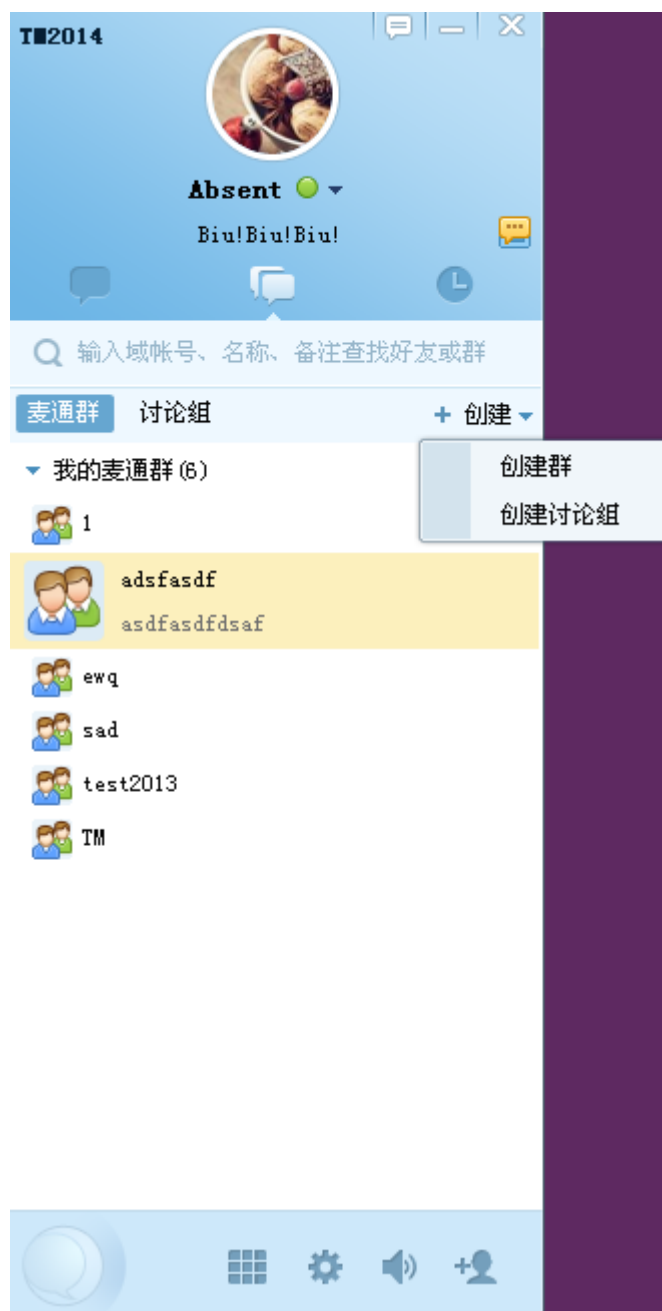 TM2014
Absent
Biu!Biu!Biu!
输入域帐号、名称、备注查找好友或群
麦通群 讨论组 + 创建
创建群
创建讨论组
我的麦通群(6)
1
adsfasdf
asdfasdfdsaf
ewq
sad
test2013
TM